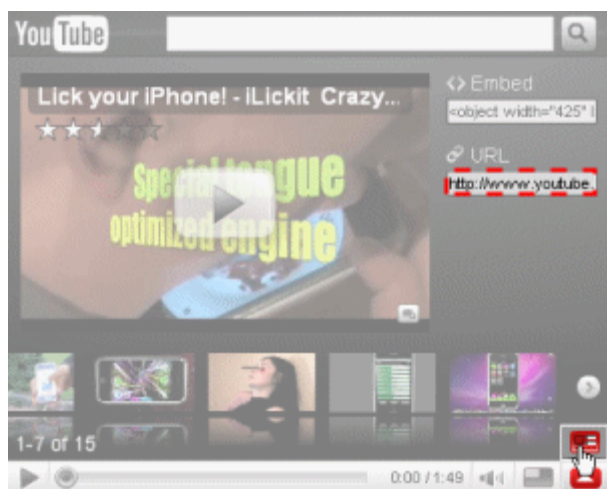 YouTube
Lick your iPhone! - iLickit Crazy...
Special tongue
optimized engine
<> Embed
<object width="425"
URL
http://www.youtube.
1-7 of 15
0:00 / 1:49